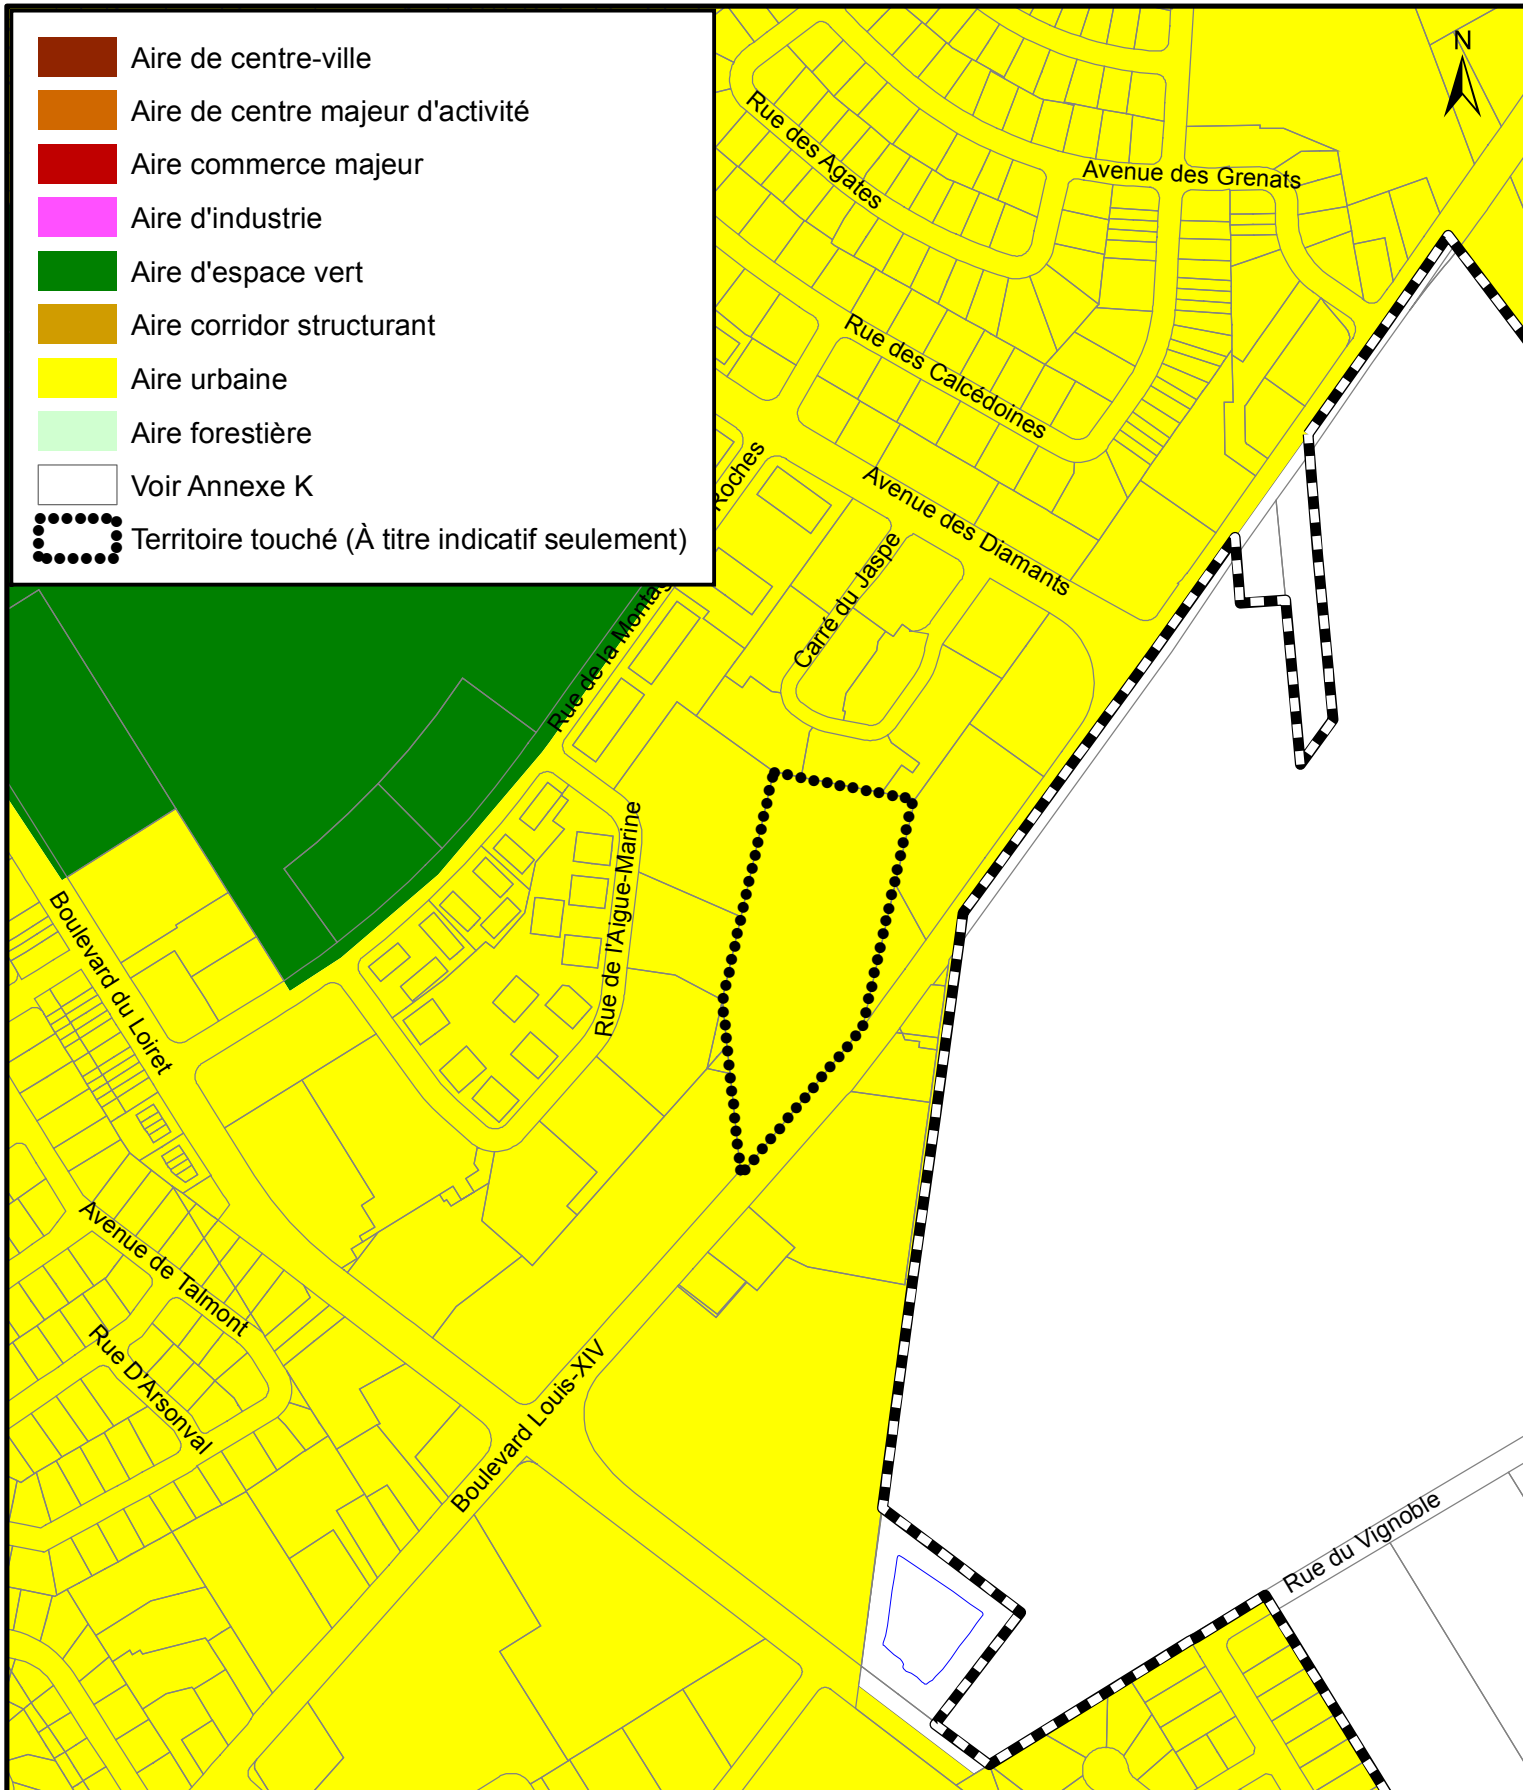 Aire de centre-ville
Aire de centre majeur d'activité
Aire commerce majeur
Aire d'industrie
Aire d'espace vert
Aire corridor structurant
Aire urbaine
Aire forestière
Voir Annexe K
Territoire touché (À titre indicatif seulement)
N
Rue des Agates
Avenue des Grenats
Rue des Calcédoines
Avenue des Diamants
Roches
Carré du Jaspe
Rue de la Montag
Rue de l'Aigue-Marine
Boulevard du Loiret
Avenue de Talmont
Rue D'Arsonval
Boulevard Louis-XIV
Rue du Vignoble